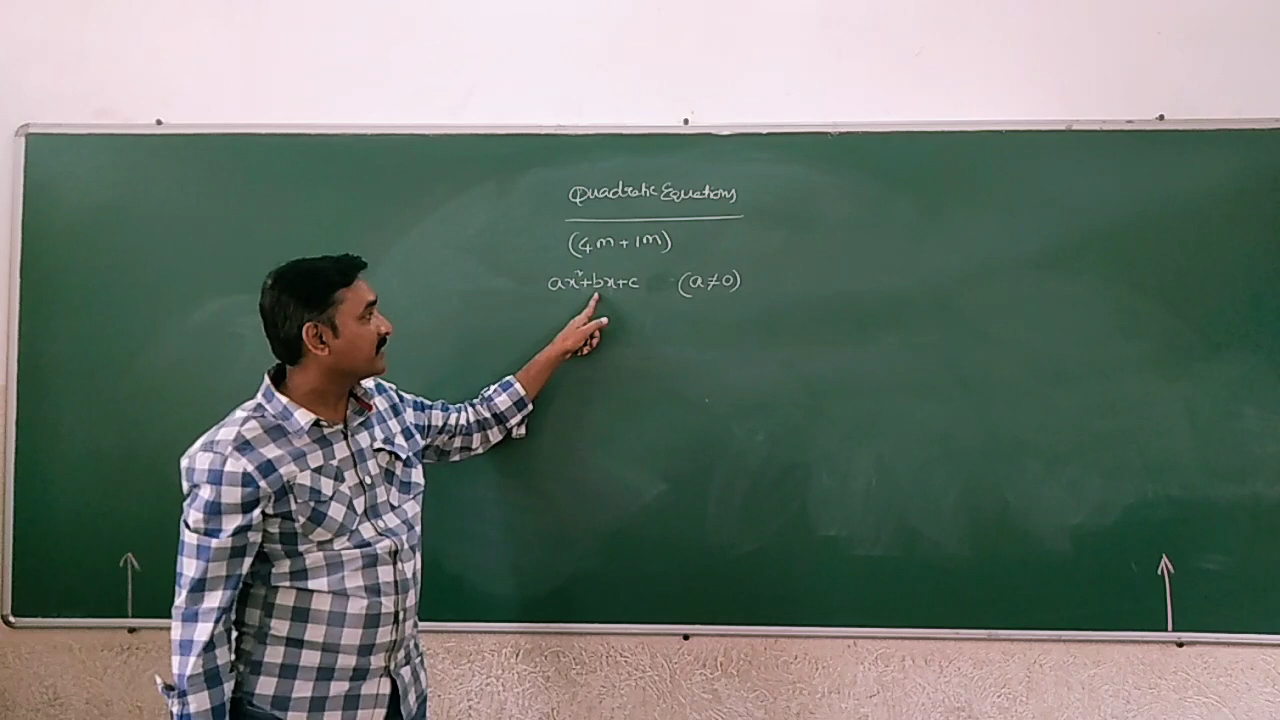 Quadratic Equations
(4m + 1m)
ax²+bx+c (a≠0)